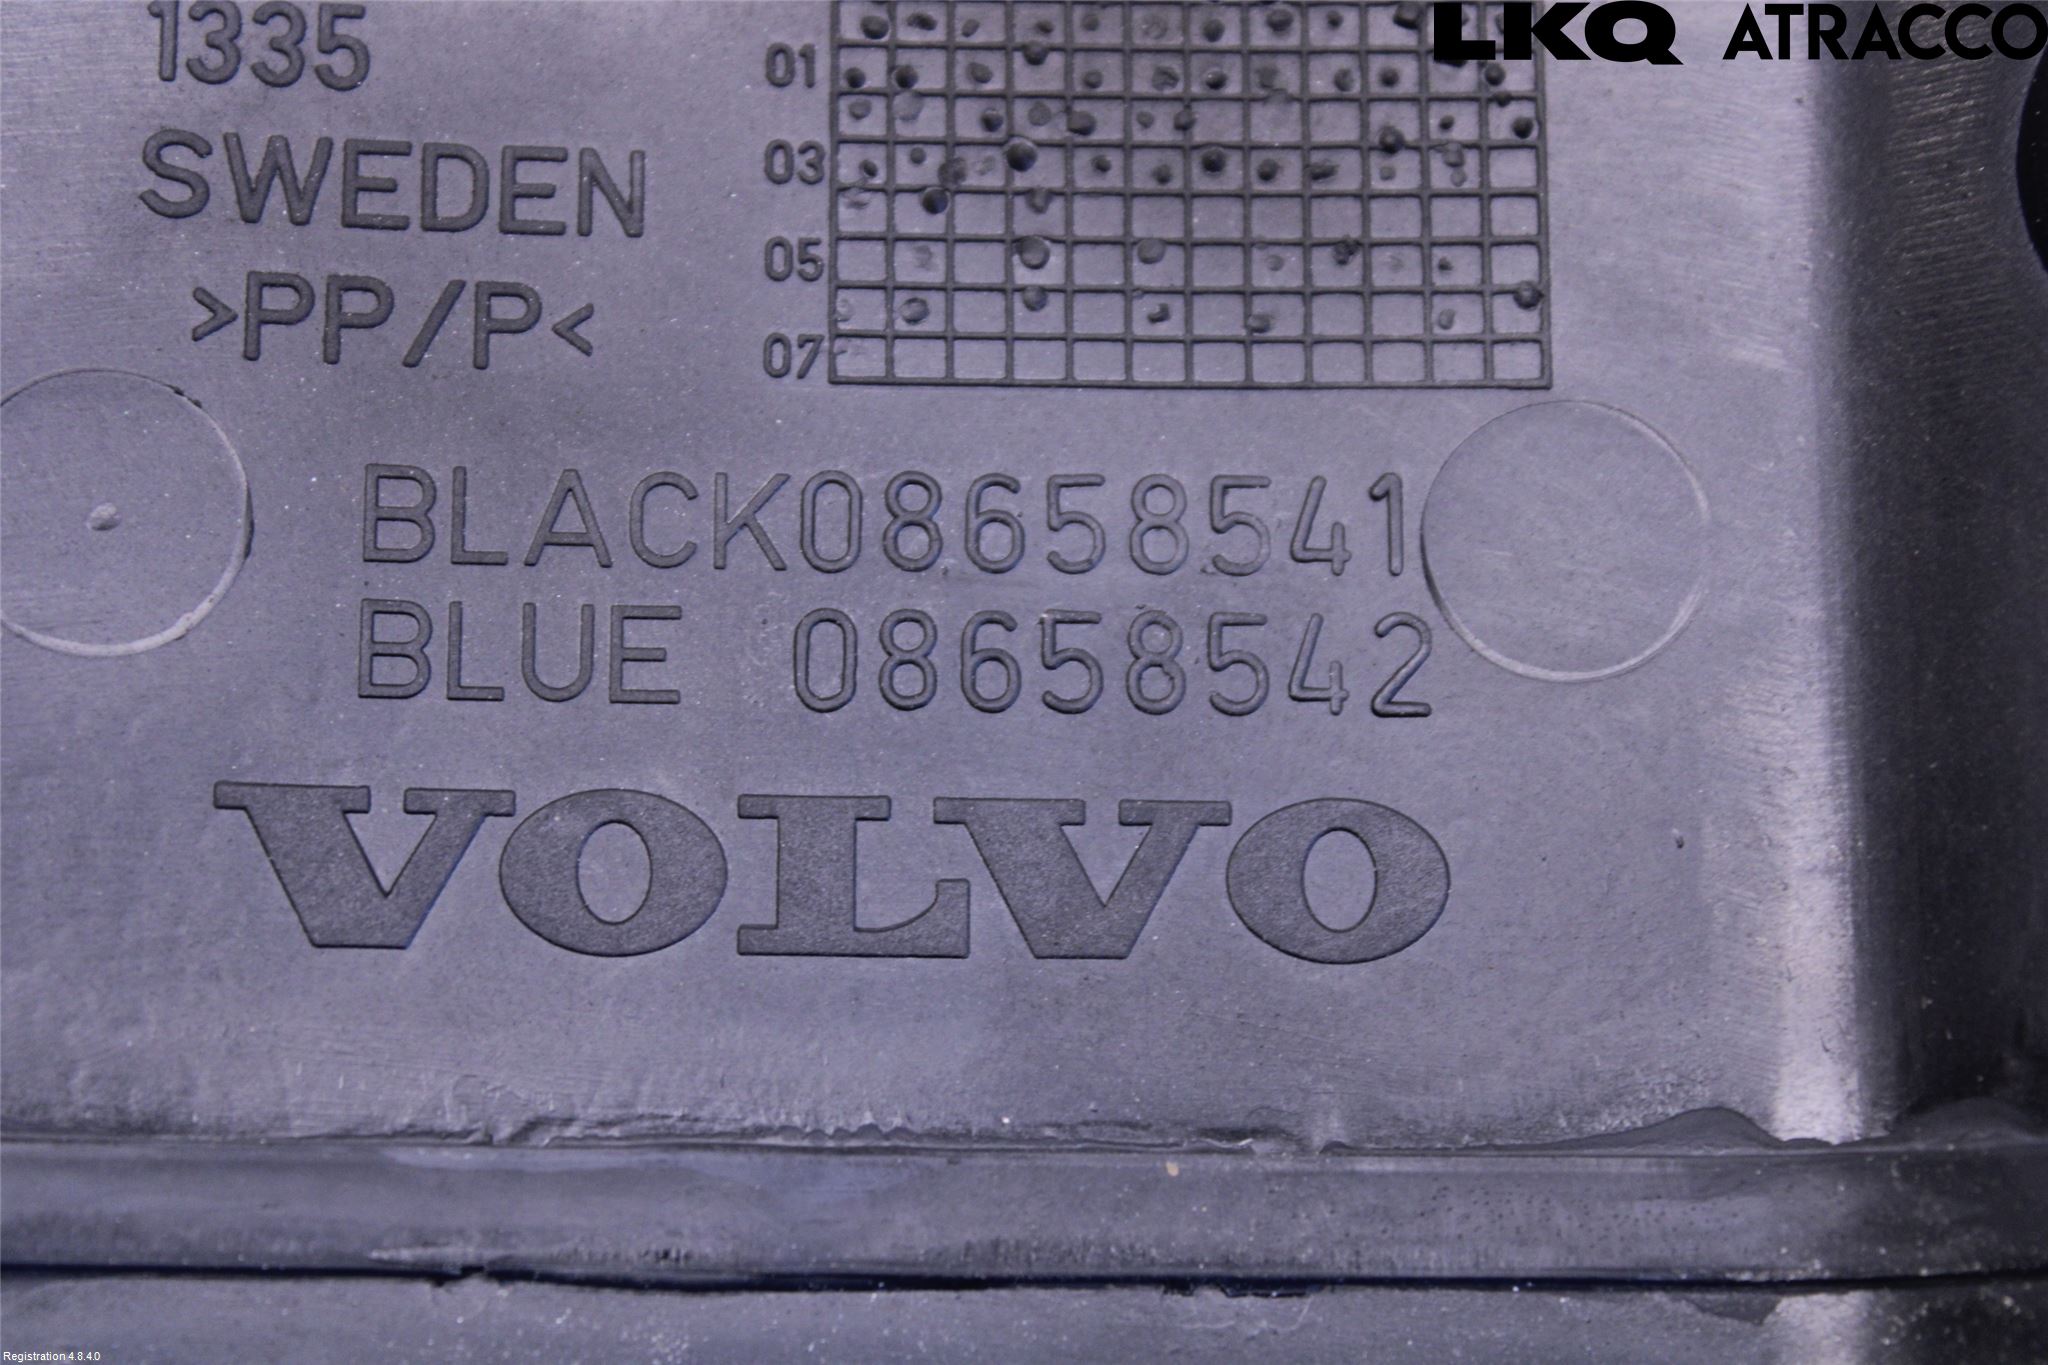 LKQ ATRACCO
1335
SWEDEN
>PP/P<
01
03
05
07
BLACK08658541
BLUE 08658542
VOLVO
Registration 4.8.4.0